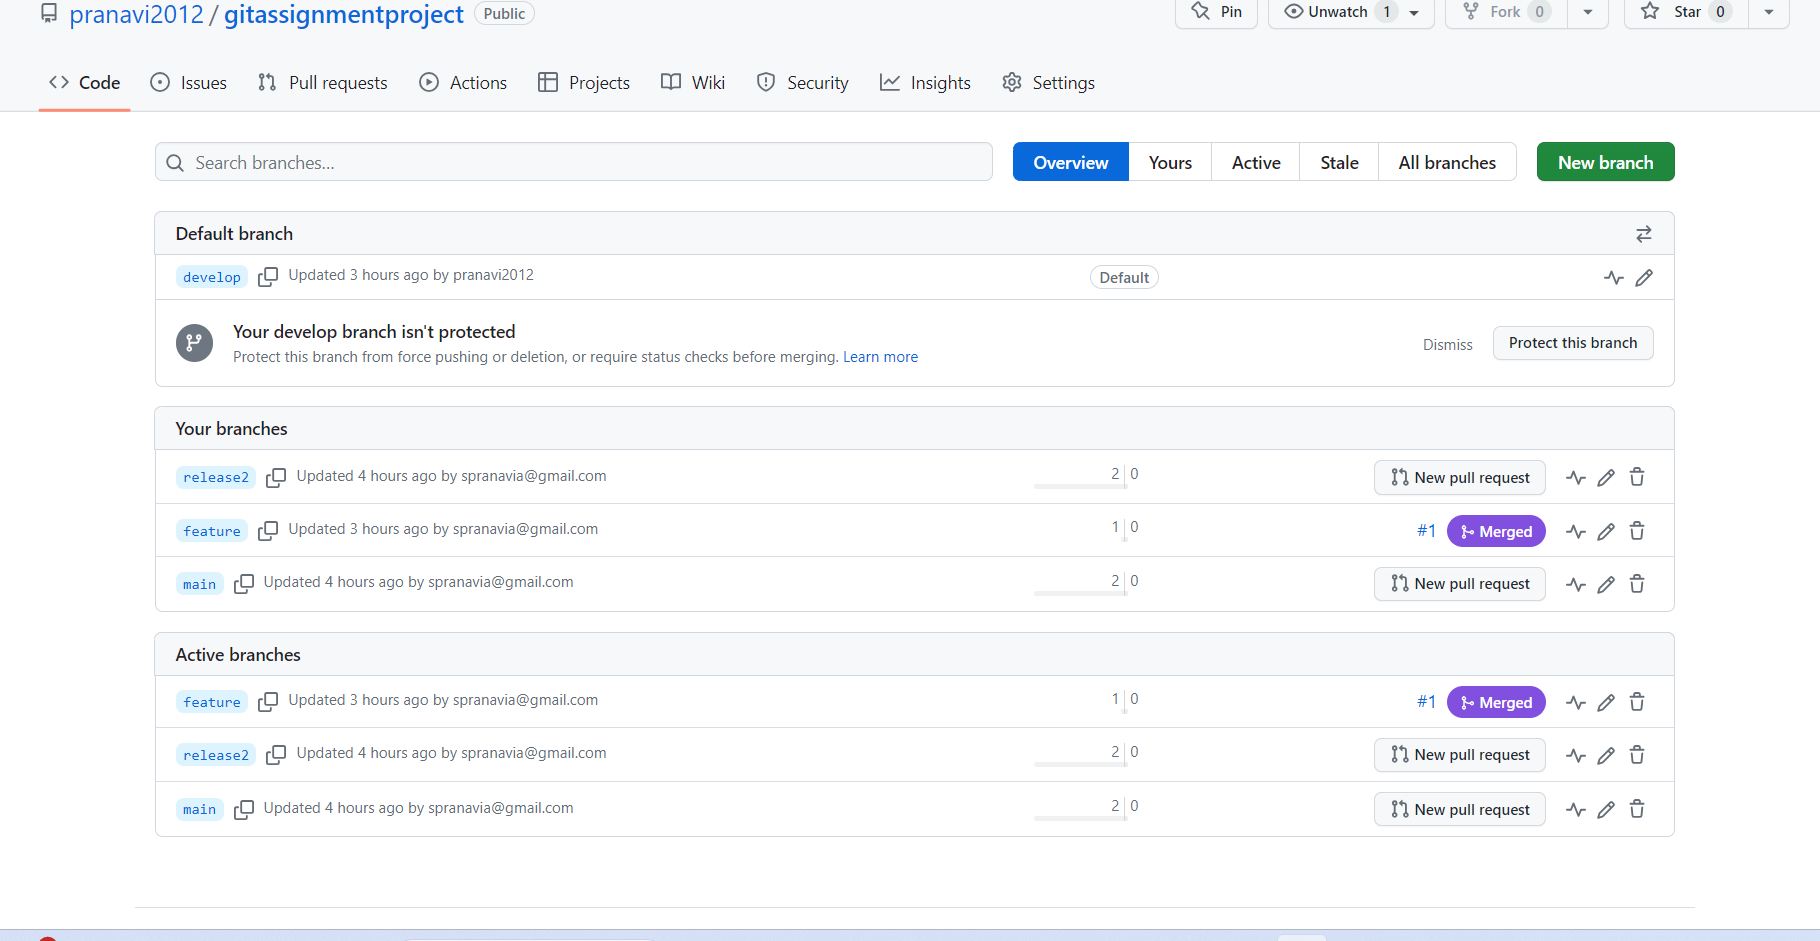 pranavi2012 / gitassignmentproject Public Pin Unwatch 1 Fork 0 Star 0
Code Issues Pull requests Actions Projects Wiki Security Insights Settings
Search branches... Overview Yours Active Stale All branches New branch
Default branch
develop Updated 3 hours ago by pranavi2012 Default
Your develop branch isn't protected
Protect this branch from force pushing or deletion, or require status checks before merging. Learn more Dismiss Protect this branch
Your branches
release2 Updated 4 hours ago by spranavia@gmail.com 2 0 New pull request
feature Updated 3 hours ago by spranavia@gmail.com 1 0 #1 Merged
main Updated 4 hours ago by spranavia@gmail.com 2 0 New pull request
Active branches
feature Updated 3 hours ago by spranavia@gmail.com 1 0 #1 Merged
release2 Updated 4 hours ago by spranavia@gmail.com 2 0 New pull request
main Updated 4 hours ago by spranavia@gmail.com 2 0 New pull request